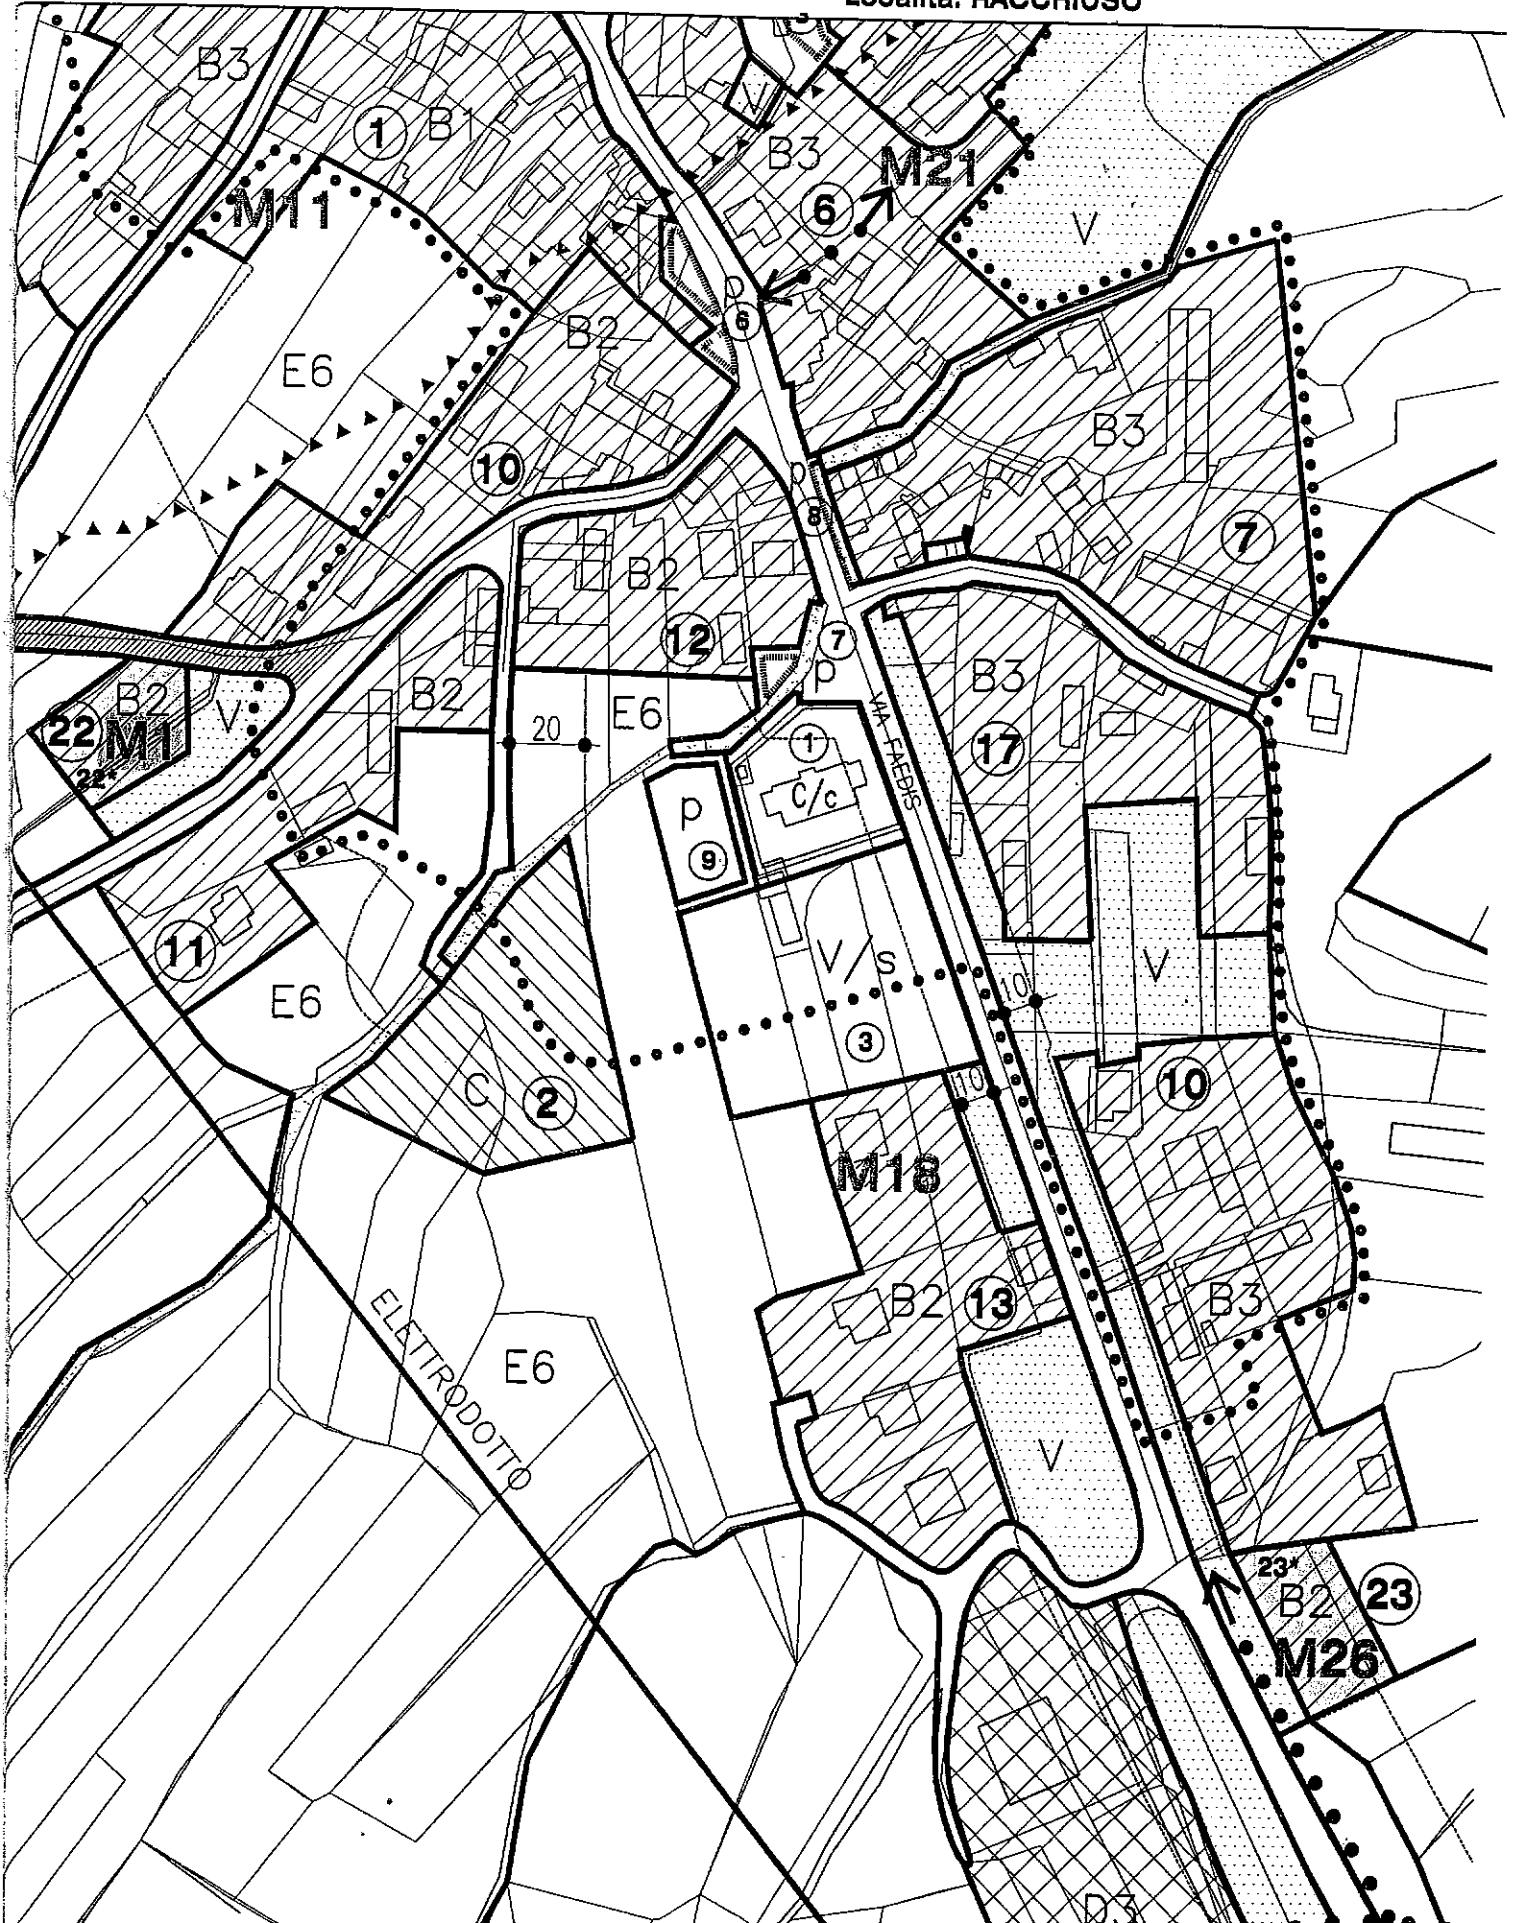 Località: RACCHIUSO
3
B3
1
B1
V
B3
M21
M11
6
V
p
6
B2
E6
B3
10
p
8
7
B2
12
7
p
B3
B2
22
M1
22*
V
B2
20
E6
VIA FAEDIS
1
C/c
17
p
9
11
V/s
V
E6
10
3
C
2
10
10
M18
B2
13
B3
ELETTRODOTTO
E6
V
23*
B2
23
M26
D3